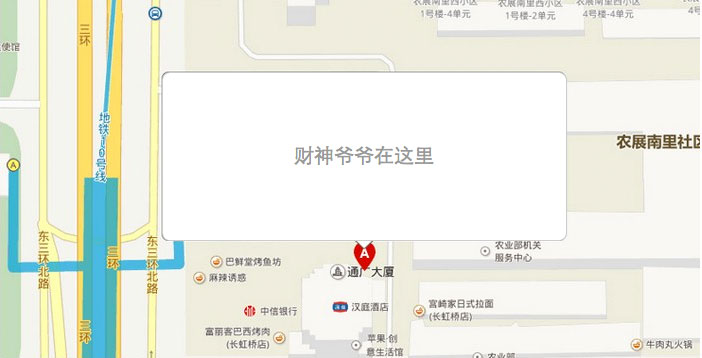 农展南里西小区
1号楼-4单元
农展南里西小区
1号楼-2单元
农展南里西小区
4号楼-4单元
三环
使馆
地铁10号线
财神爷爷在这里
农展南里社区
A
东三环北路
三环
东三环北路
A
农业部机关
服务中心
巴鲜堂烤鱼坊
麻辣诱惑
通广大厦
中信银行
汉庭酒店
宫崎家日式拉面
(长虹桥店)
富丽客巴西烤肉
(长虹桥店)
三环
苹果·创
意生活馆
牛肉丸火锅
农业部